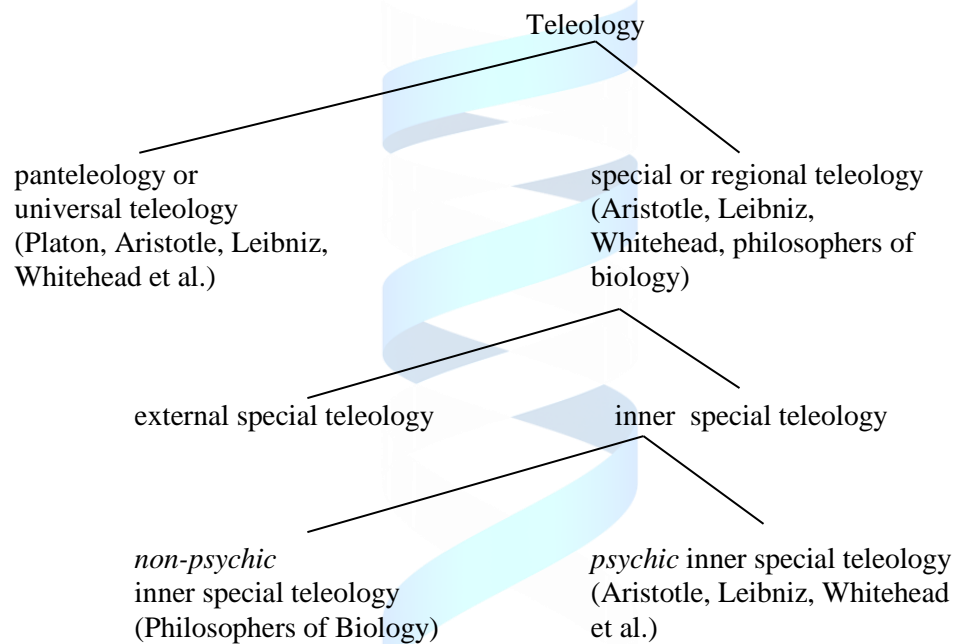 Teleology
panteleology or
universal teleology
(Platon, Aristotle, Leibniz,
Whitehead et al.)
special or regional teleology
(Aristotle, Leibniz,
Whitehead, philosophers of
biology)
external special teleology
inner special teleology
non-psychic
inner special teleology
(Philosophers of Biology)
psychic inner special teleology
(Aristotle, Leibniz, Whitehead
et al.)